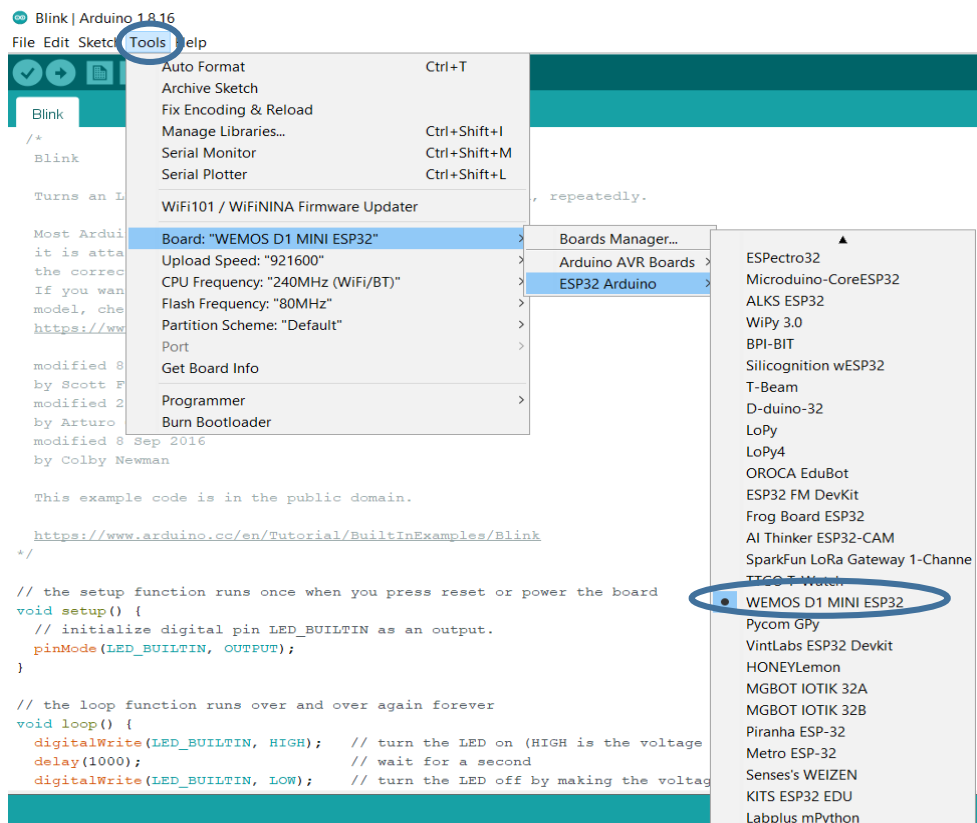 Blink | Arduino 1.8.16
File Edit Sketch Tools Help
Auto Format Ctrl+T
Archive Sketch
Fix Encoding & Reload
Manage Libraries... Ctrl+Shift+I
Serial Monitor Ctrl+Shift+M
Serial Plotter Ctrl+Shift+L
WiFi101 / WiFiNINA Firmware Updater
Board: "WEMOS D1 MINI ESP32"
Upload Speed: "921600"
CPU Frequency: "240MHz (WiFi/BT)"
Flash Frequency: "80MHz"
Partition Scheme: "Default"
Port
Get Board Info
Programmer
Burn Bootloader
Boards Manager...
Arduino AVR Boards
ESP32 Arduino
ESPectro32
Microduino-CoreESP32
ALKS ESP32
WiPy 3.0
BPI-BIT
Silicognition wESP32
T-Beam
D-duino-32
LoPy
LoPy4
OROCA EduBot
ESP32 FM DevKit
Frog Board ESP32
AI Thinker ESP32-CAM
SparkFun LoRa Gateway 1-Channe
TTGO T-Watch
WEMOS D1 MINI ESP32
Pycom GPy
VintLabs ESP32 Devkit
HONEYLemon
MGBOT IOTIK 32A
MGBOT IOTIK 32B
Piranha ESP-32
Metro ESP-32
Senses's WEIZEN
KITS ESP32 EDU
Labplus mPython
Blink
/*
Blink
Turns an L , repeatedly.
Most Ardui
it is atta
the correc
If you wan
model, che
https://ww
modified 8
by Scott F
modified 2
by Arturo
modified 8 Sep 2016
by Colby Newman
This example code is in the public domain.
https://www.arduino.cc/en/Tutorial/BuiltInExamples/Blink
*/
// the setup function runs once when you press reset or power the board
void setup() {
// initialize digital pin LED_BUILTIN as an output.
pinMode(LED_BUILTIN, OUTPUT);
}
// the loop function runs over and over again forever
void loop() {
digitalWrite(LED_BUILTIN, HIGH); // turn the LED on (HIGH is the voltage
delay(1000); // wait for a second
digitalWrite(LED_BUILTIN, LOW); // turn the LED off by making the voltag